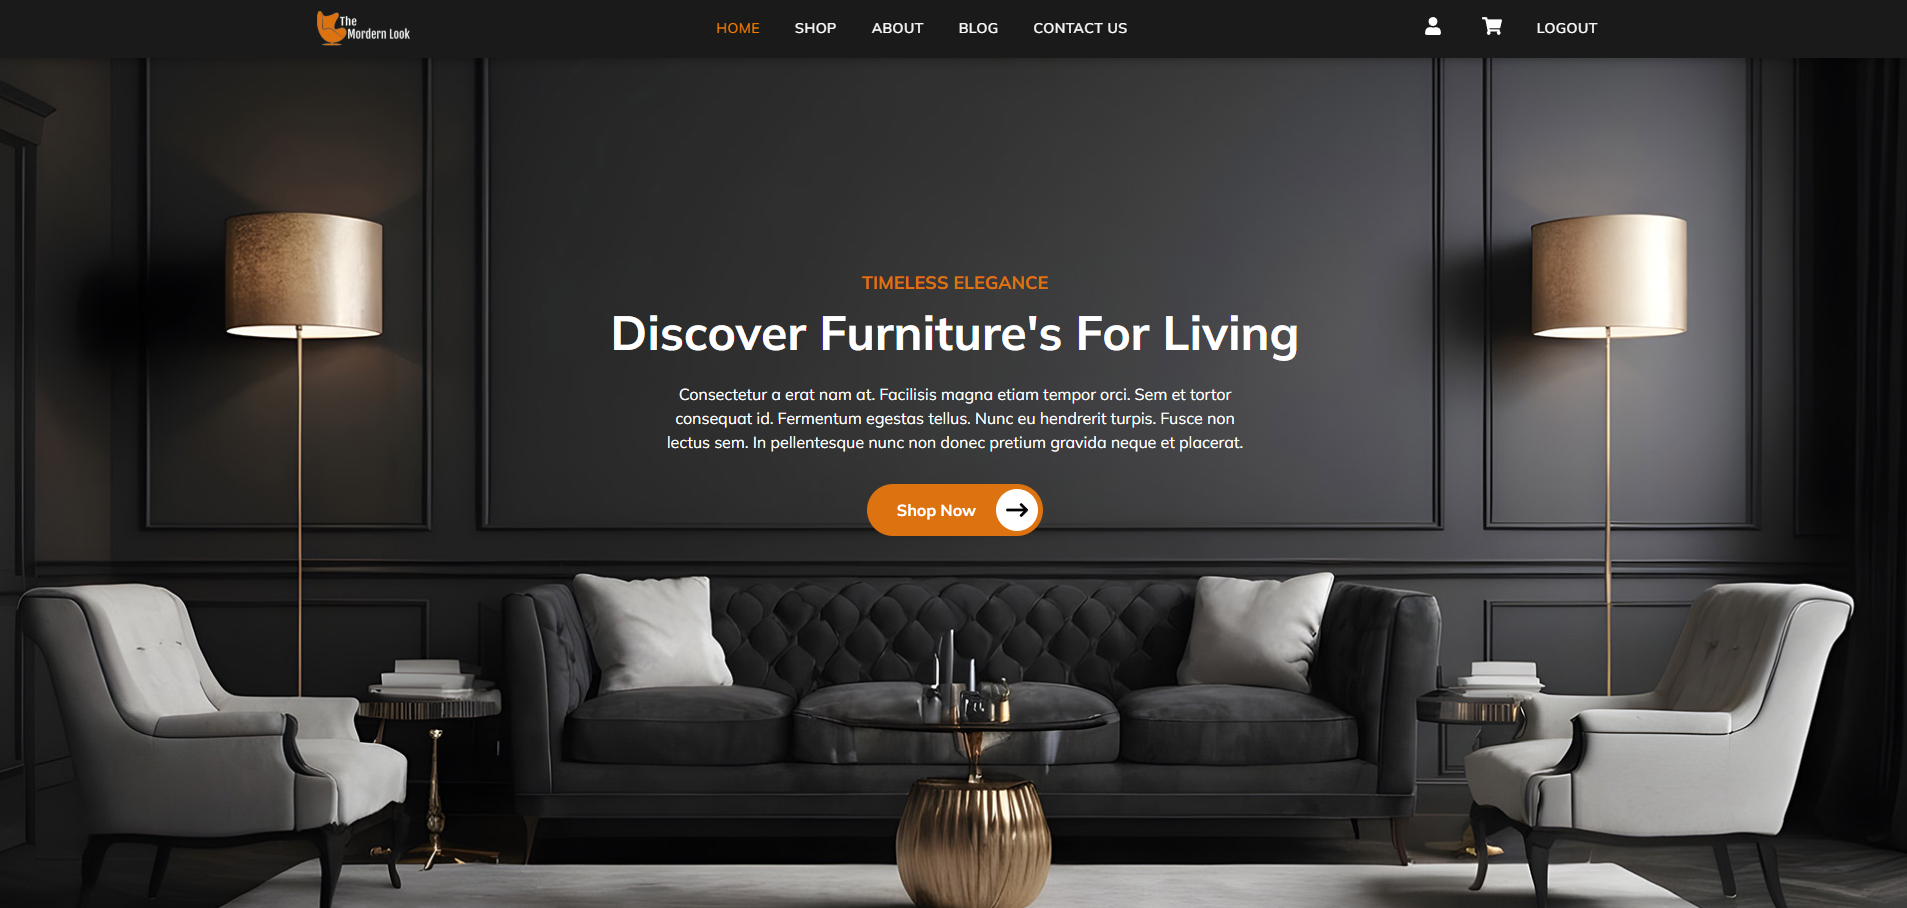 The
Mordern Look
HOME SHOP ABOUT BLOG CONTACT US LOGOUT
TIMELESS ELEGANCE
Discover Furniture's For Living
Consectetur a erat nam at. Facilisis magna etiam tempor orci. Sem et tortor
consequat id. Fermentum egestas tellus. Nunc eu hendrerit turpis. Fusce non
lectus sem. In pellentesque nunc non donec pretium gravida neque et placerat.
Shop Now